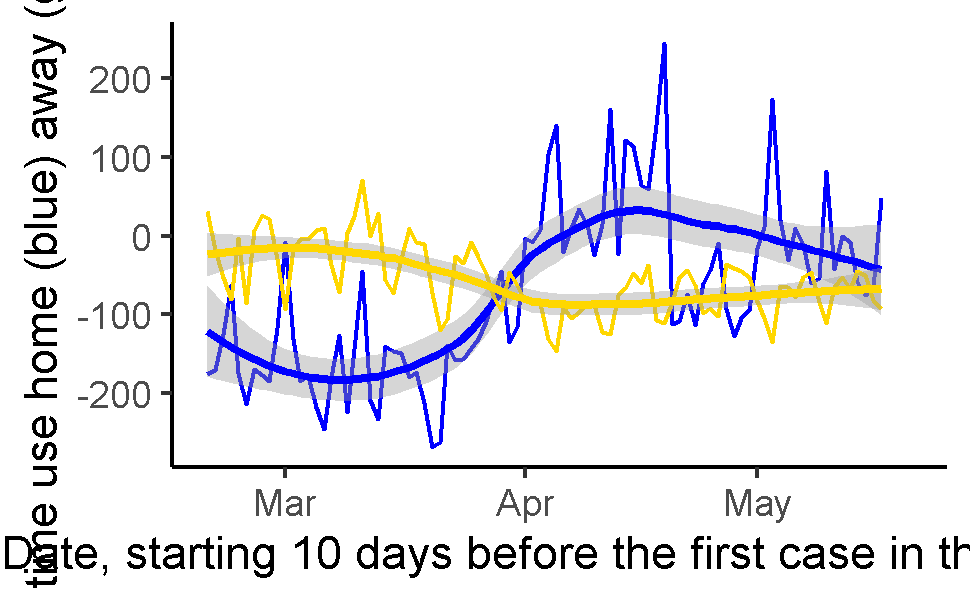 time use home (blue) away (
200
100
0
-100
-200
Mar Apr May
Date, starting 10 days before the first case in th